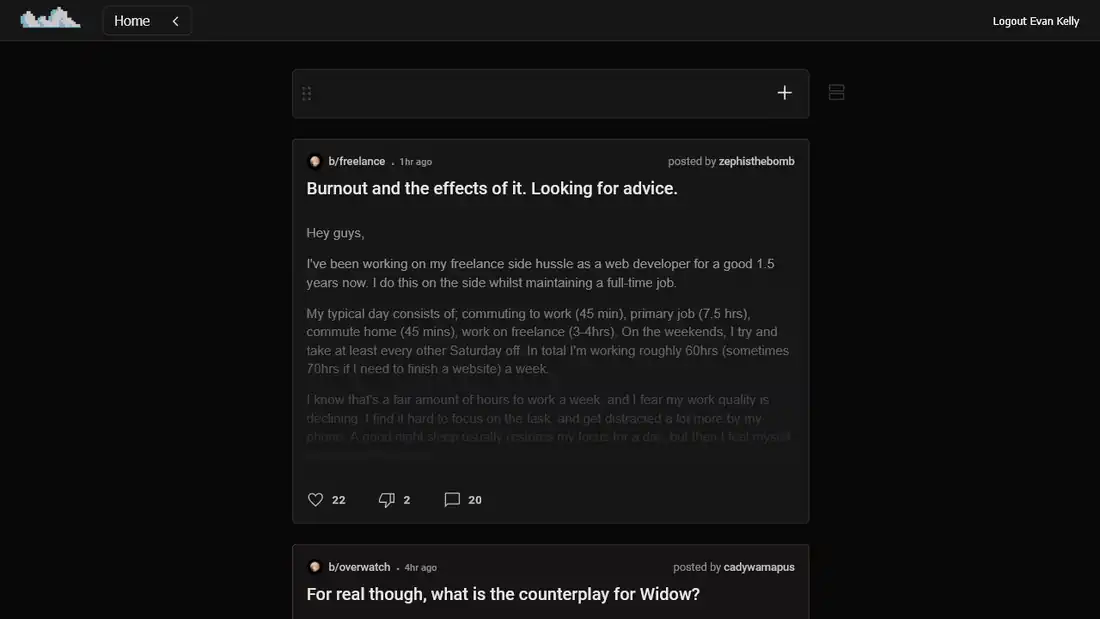 Home
Logout Evan Kelly
b/freelance . 1hr ago
posted by zephisthebomb
Burnout and the effects of it. Looking for advice.
Hey guys,
I've been working on my freelance side hussle as a web developer for a good 1.5
years now. I do this on the side whilst maintaining a full-time job.
My typical day consists of; commuting to work (45 min), primary job (7.5 hrs),
commute home (45 mins), work on freelance (3-4hrs). On the weekends, I try and
take at least every other Saturday off. In total I'm working roughly 60hrs (sometimes
70hrs if I need to finish a website) a week.
I know that's a fair amount of hours to work a week, and I fear my work quality is
declining. I find it hard to focus on the task, and get distracted a lot more by my
phone. A good night sleep usually restores my focus for a day, but then I feel myself
22
2
20
b/overwatch . 4hr ago
posted by cadywamapus
For real though, what is the counterplay for Widow?